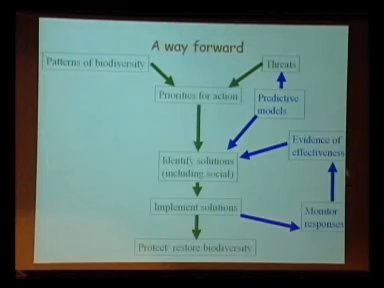 A way forward
Patterns of biodiversity
Threats
Priorities for action
Predictive
models
Evidence of
effectiveness
Identify solutions
(including social)
Implement solutions
Monitor
responses
Protect/ restore biodiversity